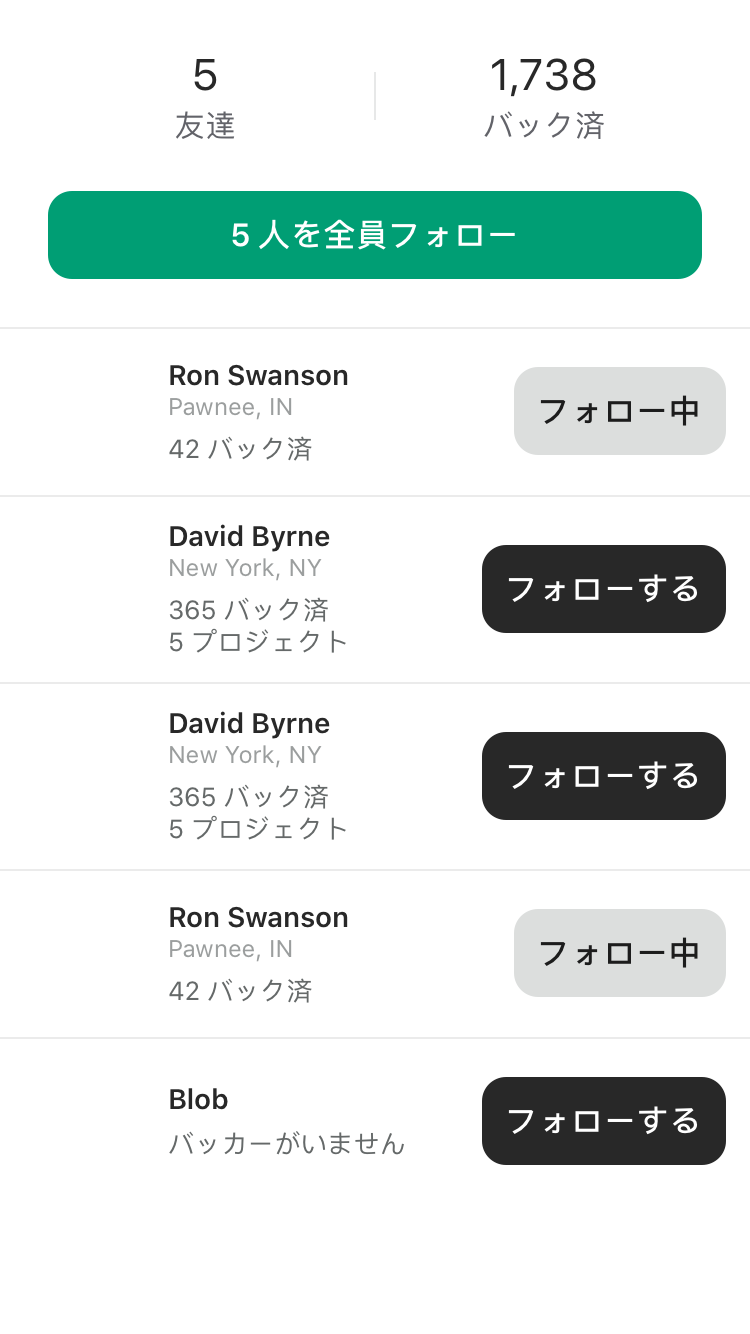 5
友達
1,738
バック済
5 人を全員フォロー
Ron Swanson
Pawnee, IN
42 バック済
フォロー中
David Byrne
New York, NY
365 バック済
5 プロジェクト
フォローする
David Byrne
New York, NY
365 バック済
5 プロジェクト
フォローする
Ron Swanson
Pawnee, IN
42 バック済
フォロー中
Blob
バッカーがいません
フォローする